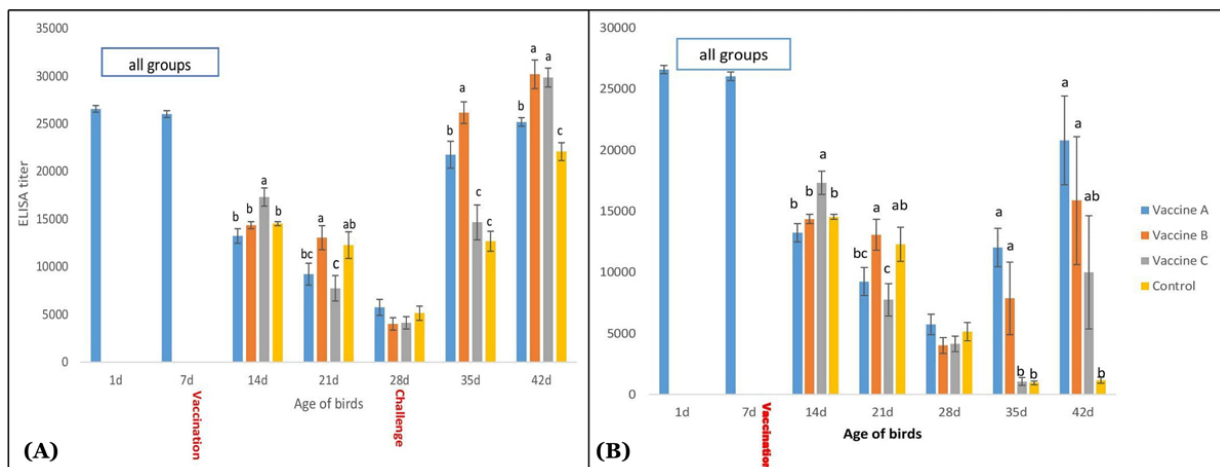 35000
30000
25000
20000
15000
10000
5000
0
ELISA titer
all groups
b
b
a
b
bc
a
c
ab
b
a
c
c
b
a
a
c
1d
7d
14d
21d
28d
35d
42d
Vaccination
Age of birds
Challenge
(A)
30000
25000
20000
15000
10000
5000
0
all groups
b
b
a
b
bc
a
c
ab
a
a
b
b
a
a
ab
b
1d
7d
14d
21d
28d
35d
42d
Vaccination
Age of birds
(B)
Vaccine A
Vaccine B
Vaccine C
Control